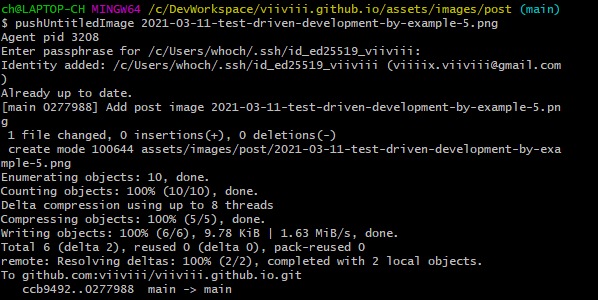 ch@LAPTOP-CH MINGW64 /c/DevWorkspace/viiviii.github.io/assets/images/post (main)
$ pushUntitledImage 2021-03-11-test-driven-development-by-example-5.png
Agent pid 3208
Enter passphrase for /c/Users/whoch/.ssh/id_ed25519_viiviii:
Identity added: /c/Users/whoch/.ssh/id_ed25519_viiviii (viiiix.viiviii@gmail.com
)
Already up to date.
[main 0277988] Add post image 2021-03-11-test-driven-development-by-example-5.pn
g
 1 file changed, 0 insertions(+), 0 deletions(-)
 create mode 100644 assets/images/post/2021-03-11-test-driven-development-by-exa
mple-5.png
Enumerating objects: 10, done.
Counting objects: 100% (10/10), done.
Delta compression using up to 8 threads
Compressing objects: 100% (5/5), done.
Writing objects: 100% (6/6), 9.78 KiB | 1.63 MiB/s, done.
Total 6 (delta 2), reused 0 (delta 0), pack-reused 0
remote: Resolving deltas: 100% (2/2), completed with 2 local objects.
To github.com:viiviii/viiviii.github.io.git
   ccb9492..0277988  main -> main